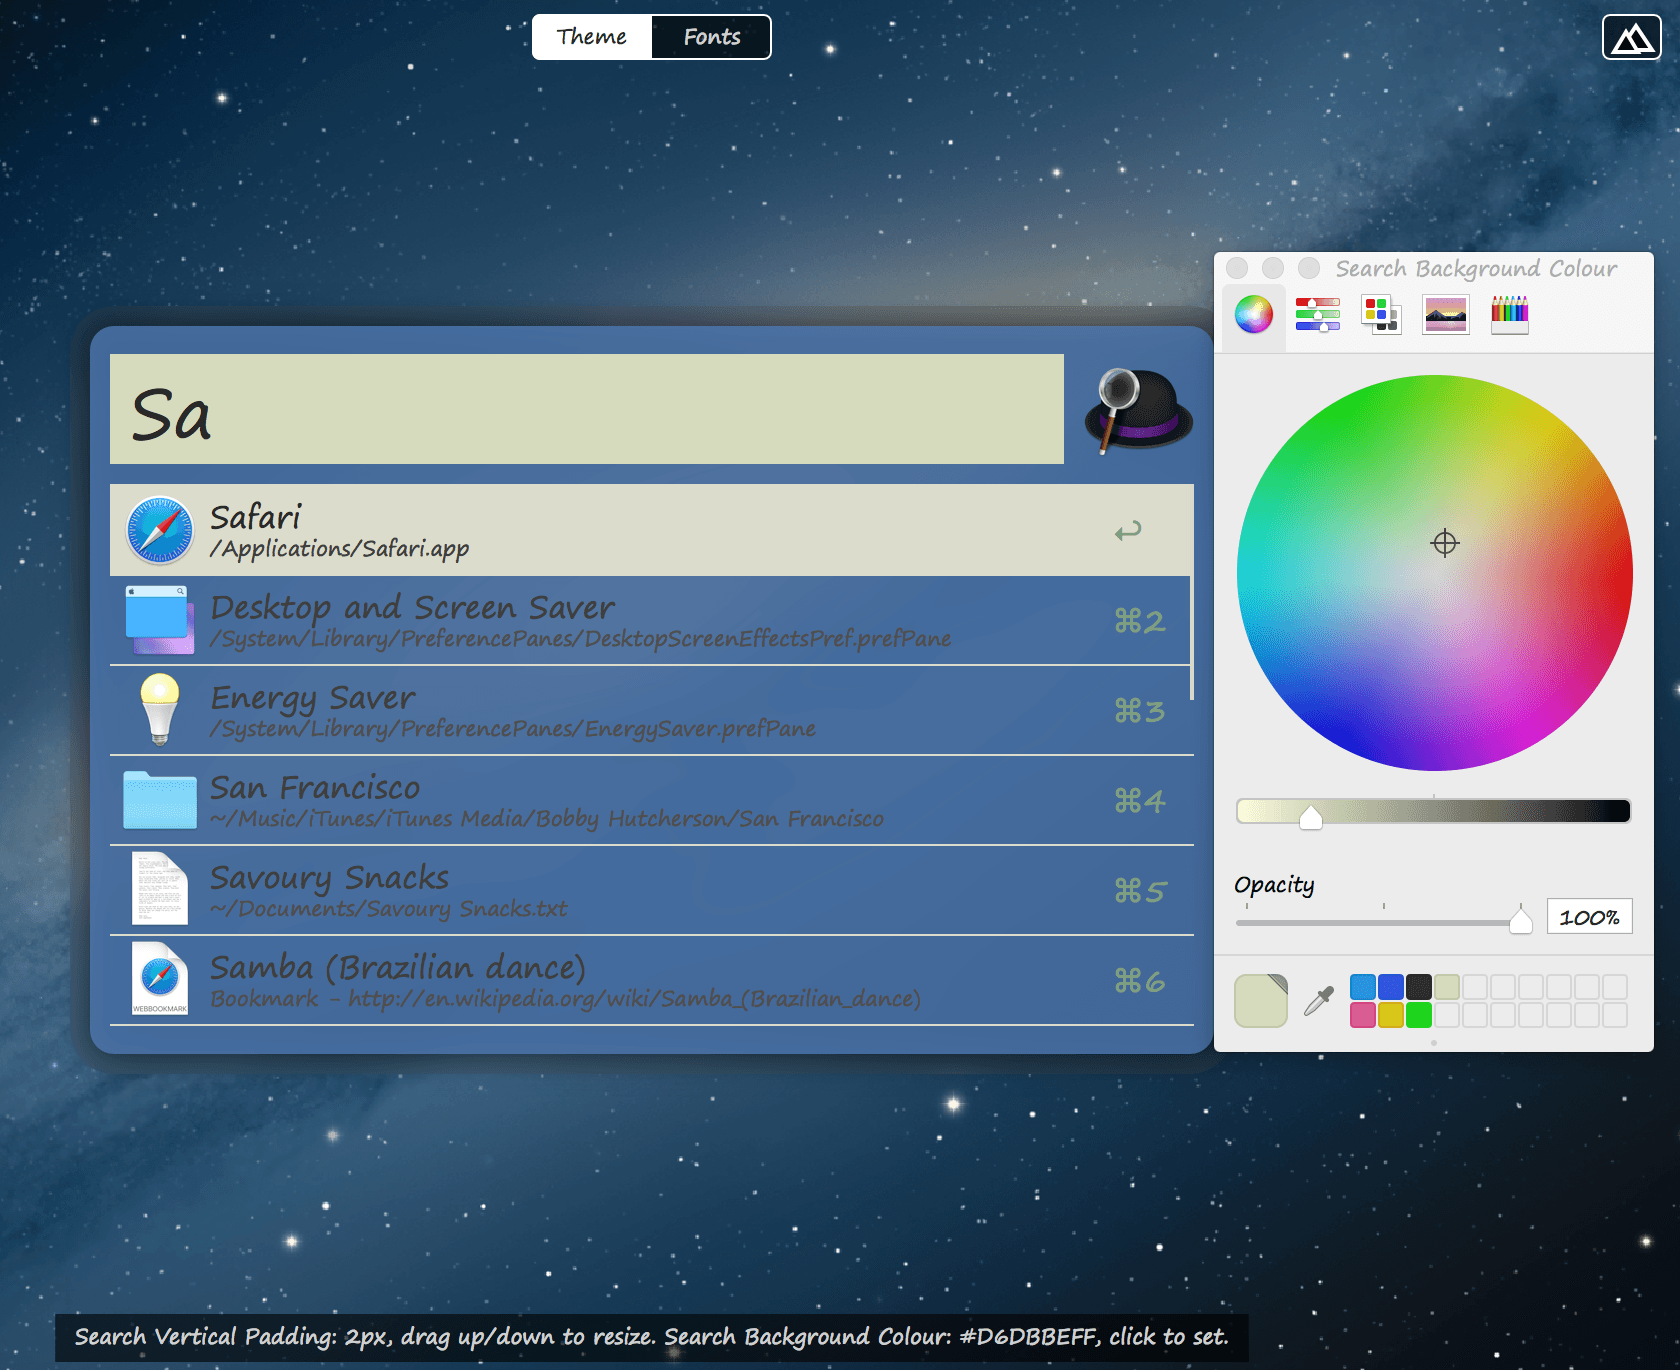 Theme Fonts
Search Background Colour
Sa
Safari
/Applications/Safari.app
Desktop and Screen Saver
/System/Library/PreferencePanes/DesktopScreenEffectsPref.prefPane
⌘2
Energy Saver
/System/Library/PreferencePanes/EnergySaver.prefPane
⌘3
San Francisco
~/Music/iTunes/iTunes Media/Bobby Hutcherson/San Francisco
⌘4
Savoury Snacks
~/Documents/Savoury Snacks.txt
⌘5
Samba (Brazilian dance)
Bookmark - http://en.wikipedia.org/wiki/Samba_(Brazilian_dance)
⌘6
WEBBOOKMARK
Opacity
100%
Search Vertical Padding: 2px, drag up/down to resize. Search Background Colour: #D6DBBEFF, click to set.